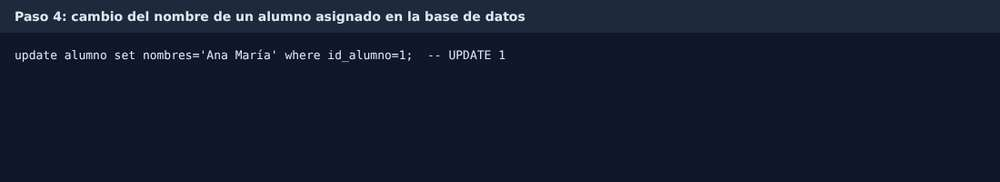 Paso 4: cambio del nombre de un alumno asignado en la base de datos
update alumno set nombres='Ana María' where id_alumno=1;  -- UPDATE 1